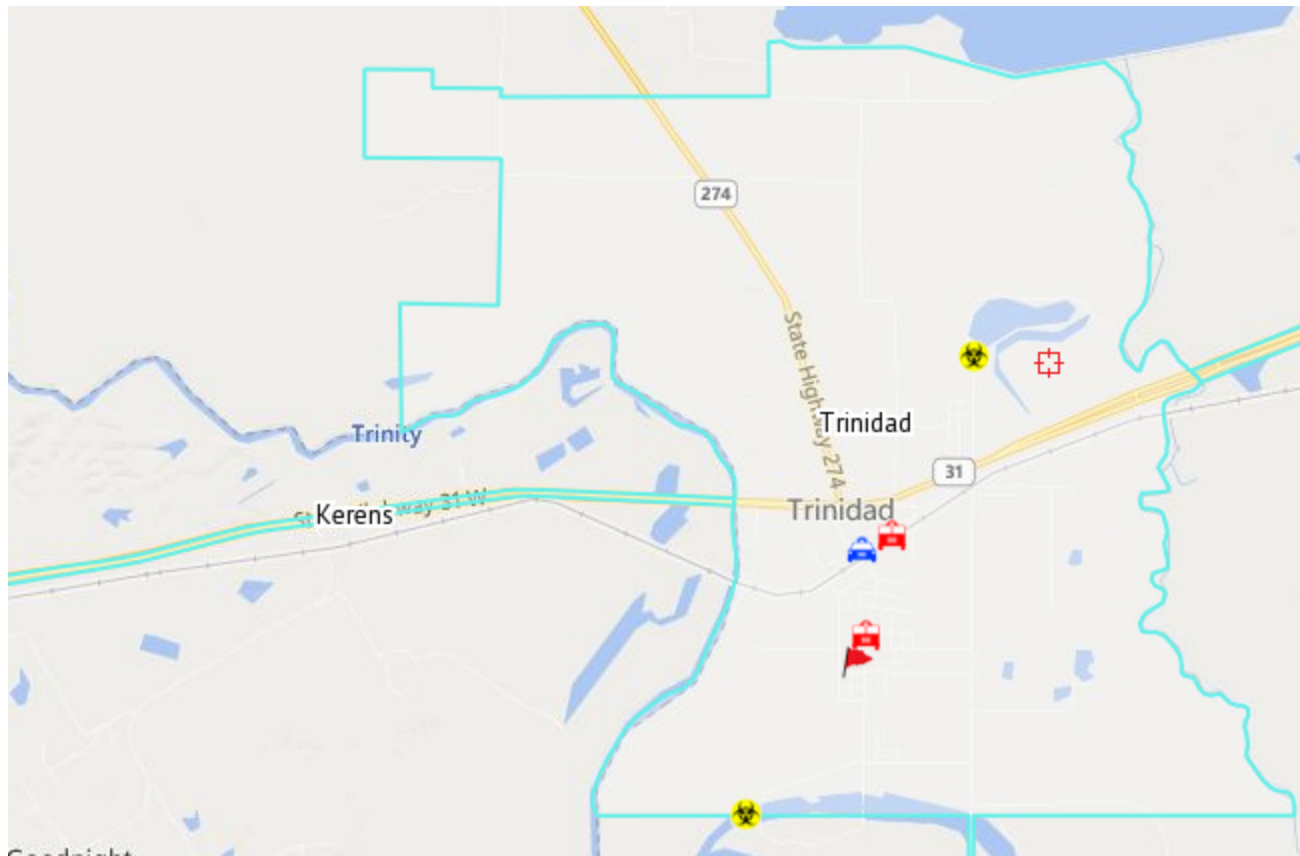 274
State Highway 274
Trinidad
Trinity
31
Kerens
Trinidad